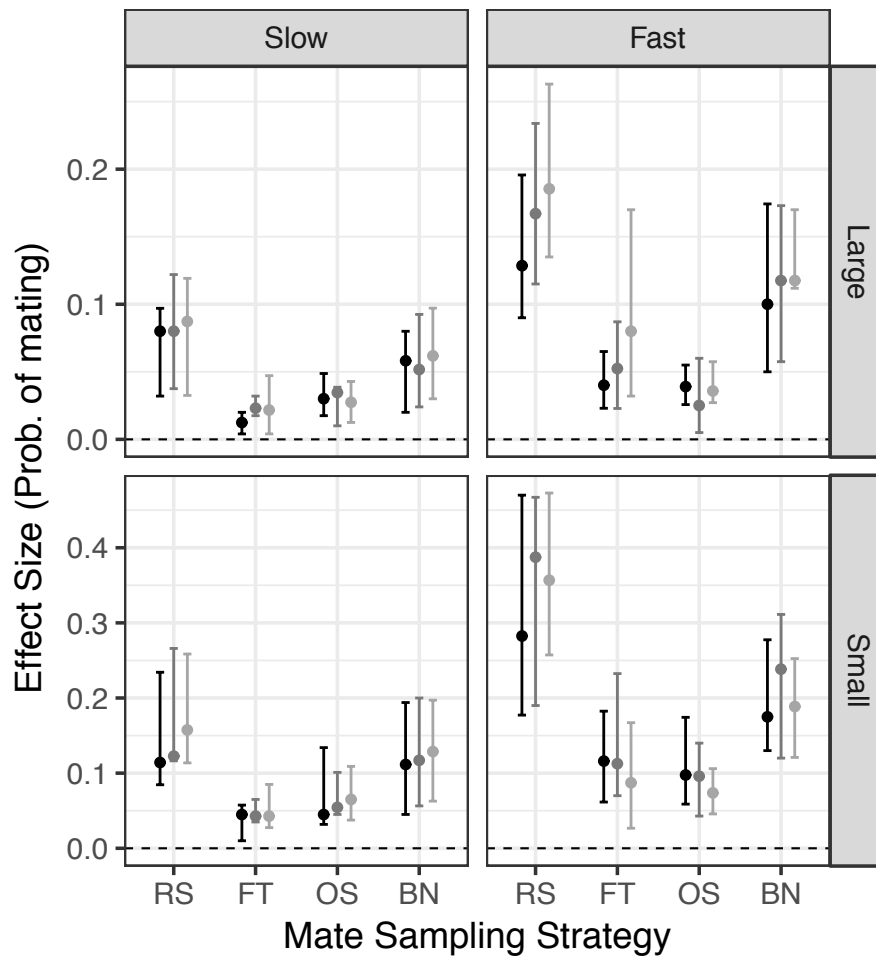 Slow
Fast
Effect Size (Prob. of mating)
0.2
0.1
0.0
Large
0.4
0.3
0.2
0.1
0.0
Small
RS FT OS BN RS FT OS BN
Mate Sampling Strategy